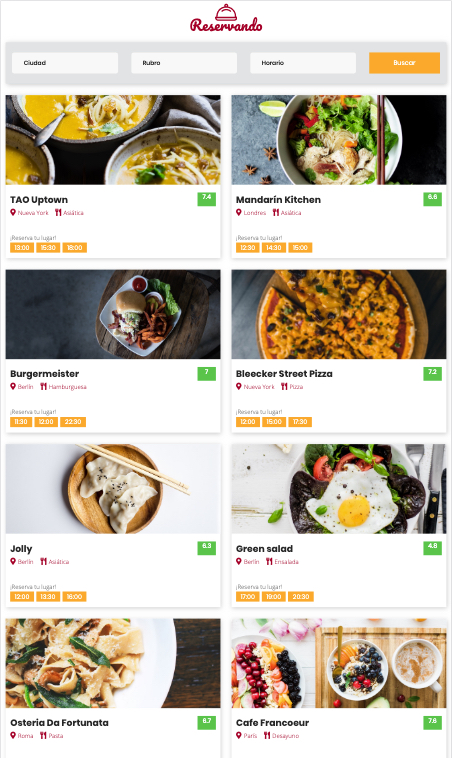 Reservando
Ciudad Rubro Horario Buscar
TAO Uptown 7.4
Nueva York Asiática
¡Reserva tu lugar!
13:00 15:30 18:00
Mandarín Kitchen 6.6
Londres Asiática
¡Reserva tu lugar!
12:30 14:30 15:00
Burgermeister 7
Berlín Hamburguesa
¡Reserva tu lugar!
11:30 12:00 22:30
Bleecker Street Pizza 7.2
Nueva York Pizza
¡Reserva tu lugar!
12:00 15:00 17:30
Jolly 6.3
Berlín Asiática
¡Reserva tu lugar!
12:00 13:30 16:00
Green salad 4.8
Berlín Ensalada
¡Reserva tu lugar!
17:00 19:00 20:30
Osteria Da Fortunata 6.7
Roma Pasta
Cafe Francoeur 7.6
París Desayuno